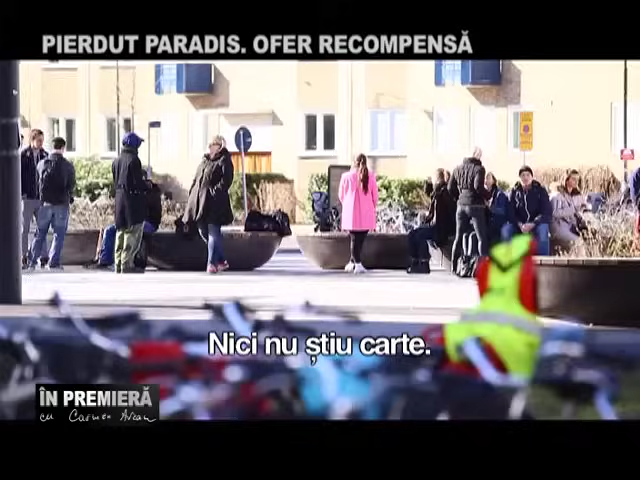 PIERDUT PARADIS. OFER RECOMPENSĂ
Nici nu știu carte.
ÎN PREMIERĂ
cu Carmen Avram